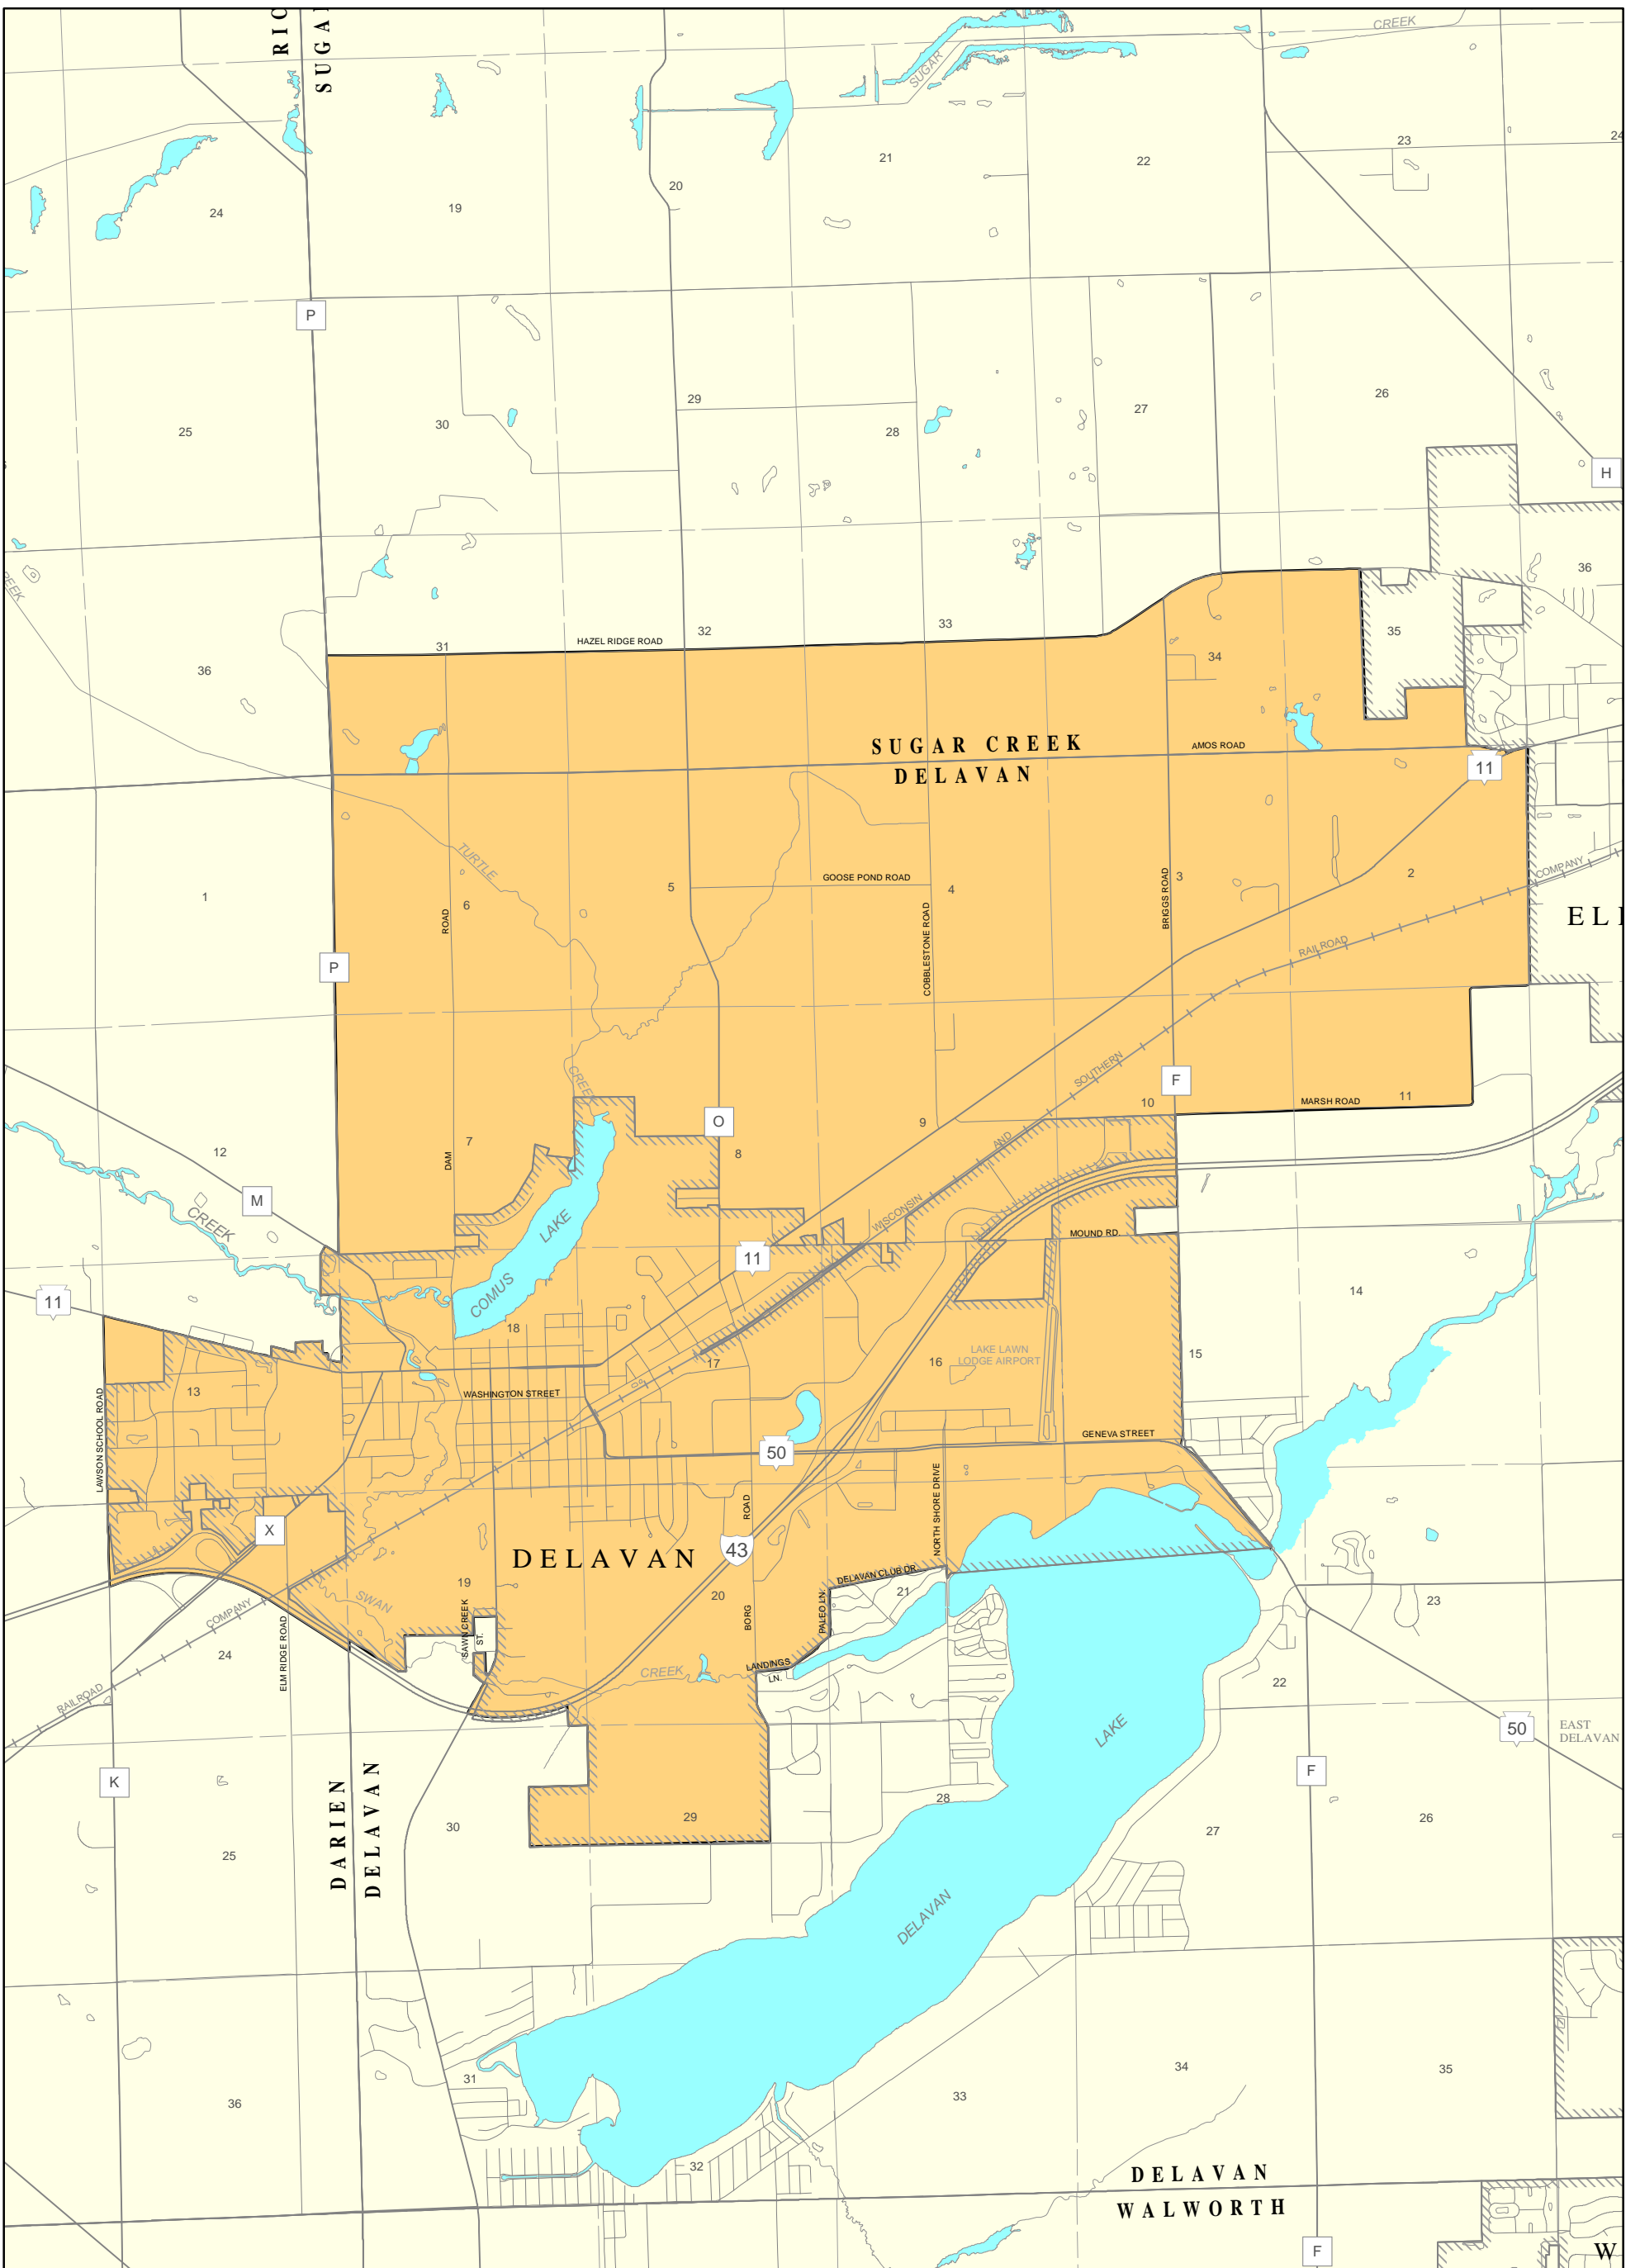 RIC
SUGAR
CREEK
SUGAR
23
24
21
22
20
24
19
P
29
26
27
30
28
25
H
CREEK
36
32
33
35
HAZEL RIDGE ROAD
31
34
36
SUGAR CREEK
AMOS ROAD
DELAVAN
11
TURTLE
COMPANY
GOOSE POND ROAD
5
4
3
2
1
6
ROAD
BRIGGS ROAD
COBBLESTONE ROAD
ELK
RAILROAD
P
SOUTHERN
CREEK
F
MARSH ROAD
11
10
O
9
AND
7
8
12
DAM
M
WISCONSIN
CREEK
LAKE
MOUND RD.
11
COMUS
14
11
18
LAKE LAWN
LODGE AIRPORT
15
16
17
13
WASHINGTON STREET
LAWSON SCHOOL ROAD
GENEVA STREET
50
NORTH SHORE DRIVE
ROAD
X
43
DELAVAN
DELAVAN CLUB DR.
19
20
21
23
SWAN
COMPANY
SAWN CREEK
ST.
BORG
PALEO LN.
ELM RIDGE ROAD
24
LANDINGS
LN.
CREEK
22
RAILROAD
LAKE
50
EAST
DELAVAN
K
F
DARIEN
DELAVAN
28
29
26
30
27
25
DELAVAN
34
35
31
33
36
32
DELAVAN
WALWORTH
F
W